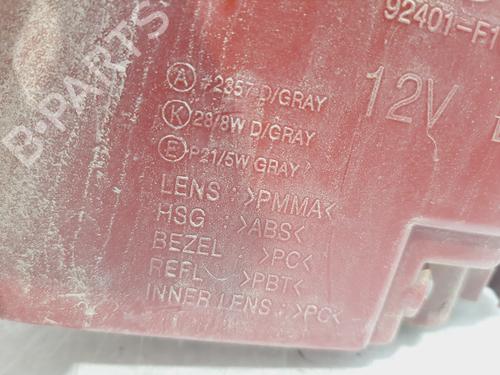 B-PARTS
92401-F1
12V
Ⓐ #2357 D/GRAY
Ⓚ 28/8W D/GRAY
Ⓔ P21/5W GRAY
LENS : >PMMA<
HSG : >ABS<
BEZEL : >PC<
REFL : >PBT<
INNER LENS : >PC<